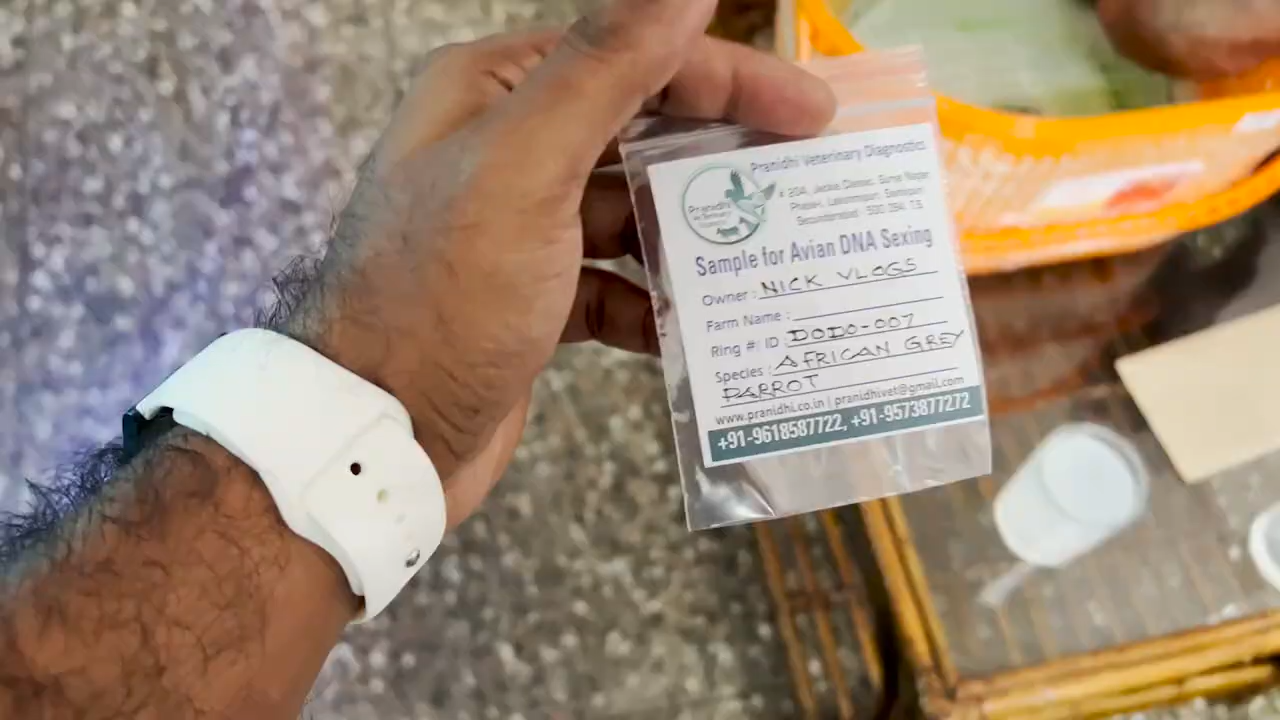 Pranidhi Veterinary Diagnostics
Pranidhi
Sample for Avian DNA Sexing
Owner : NICK VLOGS
Farm Name :
Ring #: ID : DODO-007
Species : AFRICAN GREY
PARROT
www.pranidhi.co.in | pranidhivet@gmail.com
+91-9618587722, +91-9573877272